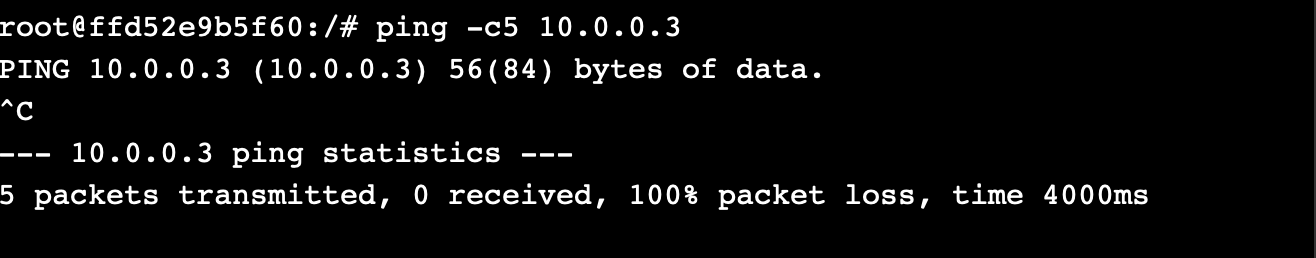 root@ffd52e9b5f60:/# ping -c5 10.0.0.3
PING 10.0.0.3 (10.0.0.3) 56(84) bytes of data.
^C
--- 10.0.0.3 ping statistics ---
5 packets transmitted, 0 received, 100% packet loss, time 4000ms